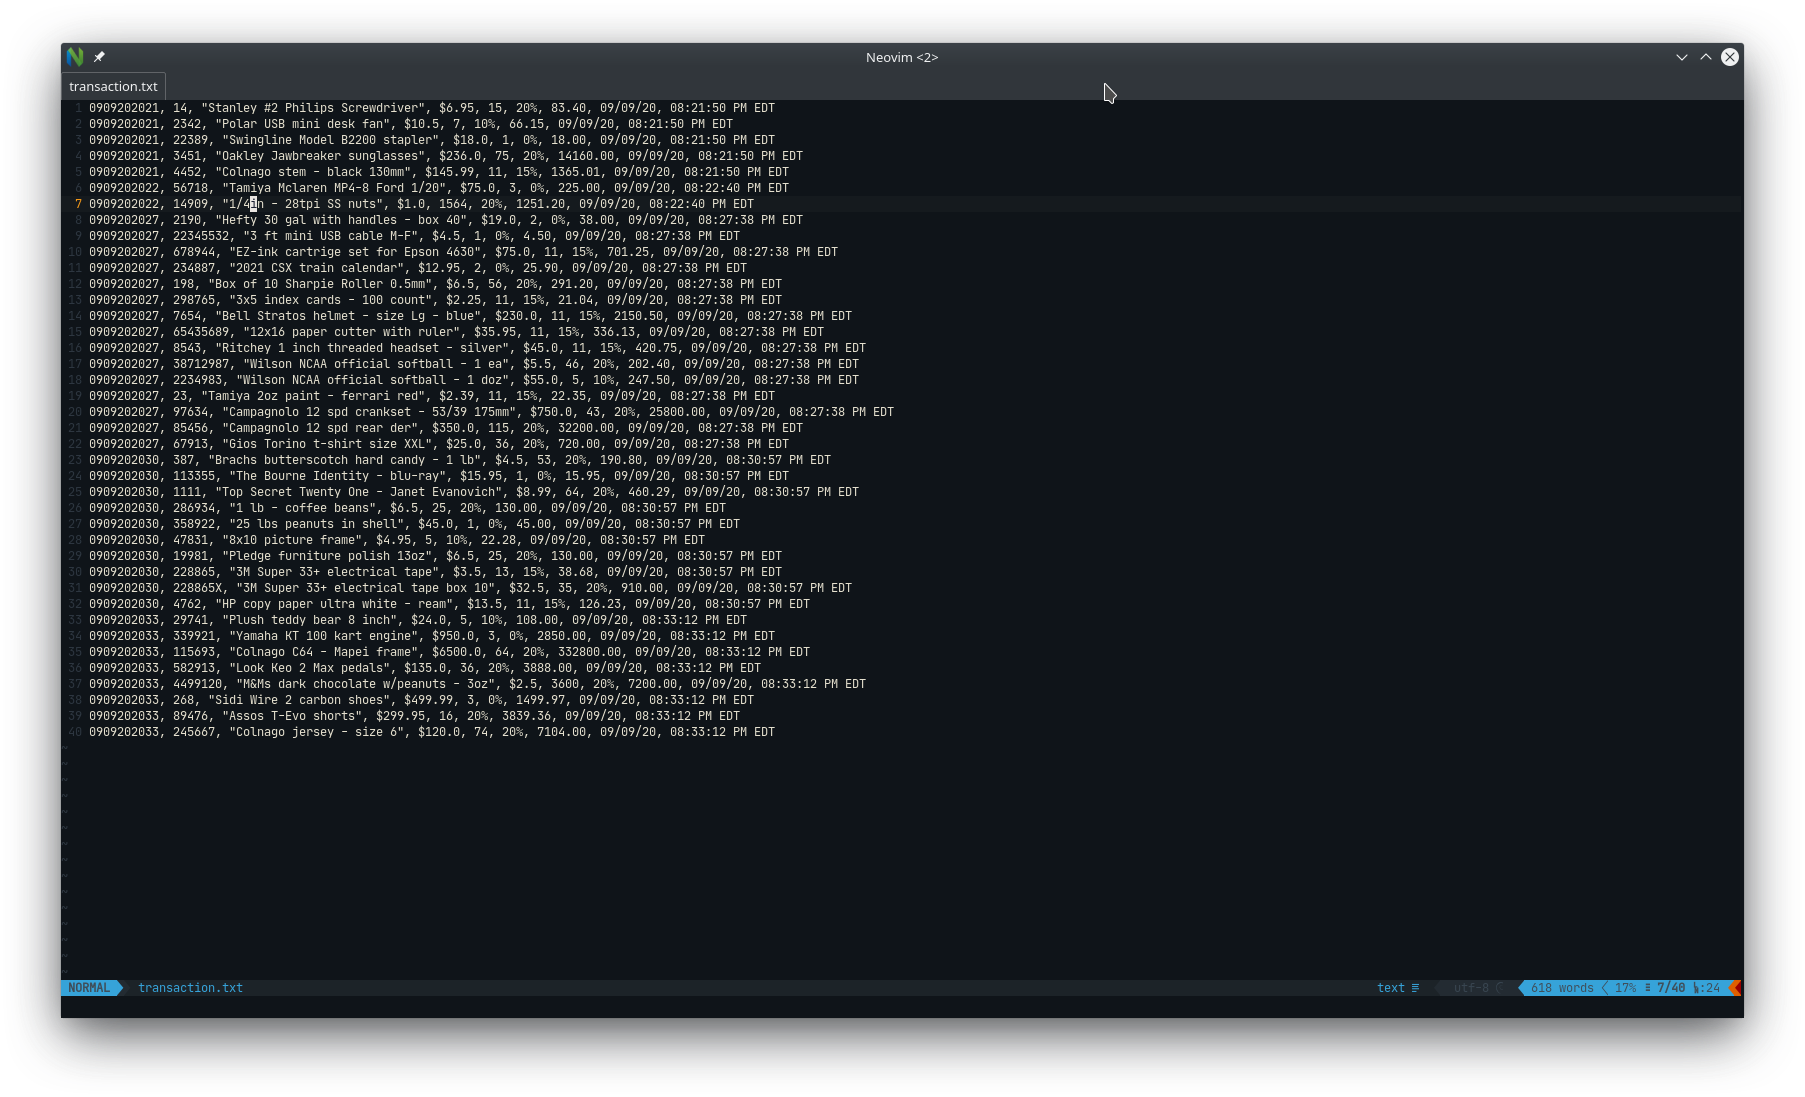 Neovim <2>
transaction.txt
1 0909202021, 14, "Stanley #2 Philips Screwdriver", $6.95, 15, 20%, 83.40, 09/09/20, 08:21:50 PM EDT
2 0909202021, 2342, "Polar USB mini desk fan", $10.5, 7, 10%, 66.15, 09/09/20, 08:21:50 PM EDT
3 0909202021, 22389, "Swingline Model B2200 stapler", $18.0, 1, 0%, 18.00, 09/09/20, 08:21:50 PM EDT
4 0909202021, 3451, "Oakley Jawbreaker sunglasses", $236.0, 75, 20%, 14160.00, 09/09/20, 08:21:50 PM EDT
5 0909202021, 4452, "Colnago stem - black 130mm", $145.99, 11, 15%, 1365.01, 09/09/20, 08:21:50 PM EDT
6 0909202022, 56718, "Tamiya Mclaren MP4-8 Ford 1/20", $75.0, 3, 0%, 225.00, 09/09/20, 08:22:40 PM EDT
7 0909202022, 14909, "1/4in - 28tpi SS nuts", $1.0, 1564, 20%, 1251.20, 09/09/20, 08:22:40 PM EDT
8 0909202027, 2190, "Hefty 30 gal with handles - box 40", $19.0, 2, 0%, 38.00, 09/09/20, 08:27:38 PM EDT
9 0909202027, 22345532, "3 ft mini USB cable M-F", $4.5, 1, 0%, 4.50, 09/09/20, 08:27:38 PM EDT
10 0909202027, 678944, "EZ-ink cartrige set for Epson 4630", $75.0, 11, 15%, 701.25, 09/09/20, 08:27:38 PM EDT
11 0909202027, 234887, "2021 CSX train calendar", $12.95, 2, 0%, 25.90, 09/09/20, 08:27:38 PM EDT
12 0909202027, 198, "Box of 10 Sharpie Roller 0.5mm", $6.5, 56, 20%, 291.20, 09/09/20, 08:27:38 PM EDT
13 0909202027, 298765, "3x5 index cards - 100 count", $2.25, 11, 15%, 21.04, 09/09/20, 08:27:38 PM EDT
14 0909202027, 7654, "Bell Stratos helmet - size Lg - blue", $230.0, 11, 15%, 2150.50, 09/09/20, 08:27:38 PM EDT
15 0909202027, 65435689, "12x16 paper cutter with ruler", $35.95, 11, 15%, 336.13, 09/09/20, 08:27:38 PM EDT
16 0909202027, 8543, "Ritchey 1 inch threaded headset - silver", $45.0, 11, 15%, 420.75, 09/09/20, 08:27:38 PM EDT
17 0909202027, 38712987, "Wilson NCAA official softball - 1 ea", $5.5, 46, 20%, 202.40, 09/09/20, 08:27:38 PM EDT
18 0909202027, 2234983, "Wilson NCAA official softball - 1 doz", $55.0, 5, 10%, 247.50, 09/09/20, 08:27:38 PM EDT
19 0909202027, 23, "Tamiya 2oz paint - ferrari red", $2.39, 11, 15%, 22.35, 09/09/20, 08:27:38 PM EDT
20 0909202027, 97634, "Campagnolo 12 spd crankset - 53/39 175mm", $750.0, 43, 20%, 25800.00, 09/09/20, 08:27:38 PM EDT
21 0909202027, 85456, "Campagnolo 12 spd rear der", $350.0, 115, 20%, 32200.00, 09/09/20, 08:27:38 PM EDT
22 0909202027, 67913, "Gios Torino t-shirt size XXL", $25.0, 36, 20%, 720.00, 09/09/20, 08:27:38 PM EDT
23 0909202030, 387, "Brachs butterscotch hard candy - 1 lb", $4.5, 53, 20%, 190.80, 09/09/20, 08:30:57 PM EDT
24 0909202030, 113355, "The Bourne Identity - blu-ray", $15.95, 1, 0%, 15.95, 09/09/20, 08:30:57 PM EDT
25 0909202030, 1111, "Top Secret Twenty One - Janet Evanovich", $8.99, 64, 20%, 460.29, 09/09/20, 08:30:57 PM EDT
26 0909202030, 286934, "1 lb - coffee beans", $6.5, 25, 20%, 130.00, 09/09/20, 08:30:57 PM EDT
27 0909202030, 358922, "25 lbs peanuts in shell", $45.0, 1, 0%, 45.00, 09/09/20, 08:30:57 PM EDT
28 0909202030, 47831, "8x10 picture frame", $4.95, 5, 10%, 22.28, 09/09/20, 08:30:57 PM EDT
29 0909202030, 19981, "Pledge furniture polish 13oz", $6.5, 25, 20%, 130.00, 09/09/20, 08:30:57 PM EDT
30 0909202030, 228865, "3M Super 33+ electrical tape", $3.5, 13, 15%, 38.68, 09/09/20, 08:30:57 PM EDT
31 0909202030, 228865X, "3M Super 33+ electrical tape box 10", $32.5, 35, 20%, 910.00, 09/09/20, 08:30:57 PM EDT
32 0909202030, 4762, "HP copy paper ultra white - ream", $13.5, 11, 15%, 126.23, 09/09/20, 08:30:57 PM EDT
33 0909202033, 29741, "Plush teddy bear 8 inch", $24.0, 5, 10%, 108.00, 09/09/20, 08:33:12 PM EDT
34 0909202033, 339921, "Yamaha KT 100 kart engine", $950.0, 3, 0%, 2850.00, 09/09/20, 08:33:12 PM EDT
35 0909202033, 115693, "Colnago C64 - Mapei frame", $6500.0, 64, 20%, 332800.00, 09/09/20, 08:33:12 PM EDT
36 0909202033, 582913, "Look Keo 2 Max pedals", $135.0, 36, 20%, 3888.00, 09/09/20, 08:33:12 PM EDT
37 0909202033, 4499120, "M&Ms dark chocolate w/peanuts - 3oz", $2.5, 3600, 20%, 7200.00, 09/09/20, 08:33:12 PM EDT
38 0909202033, 268, "Sidi Wire 2 carbon shoes", $499.99, 3, 0%, 1499.97, 09/09/20, 08:33:12 PM EDT
39 0909202033, 89476, "Assos T-Evo shorts", $299.95, 16, 20%, 3839.36, 09/09/20, 08:33:12 PM EDT
40 0909202033, 245667, "Colnago jersey - size 6", $120.0, 74, 20%, 7104.00, 09/09/20, 08:33:12 PM EDT
NORMAL transaction.txt text utf-8 618 words 17% ≡ 7/40 :24